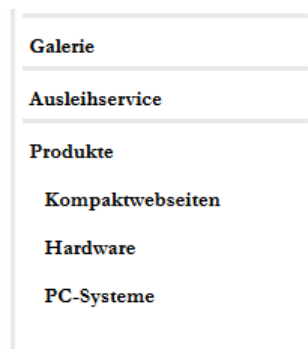 Galerie
Ausleihservice
Produkte
Kompaktwebseiten
Hardware
PC-Systeme